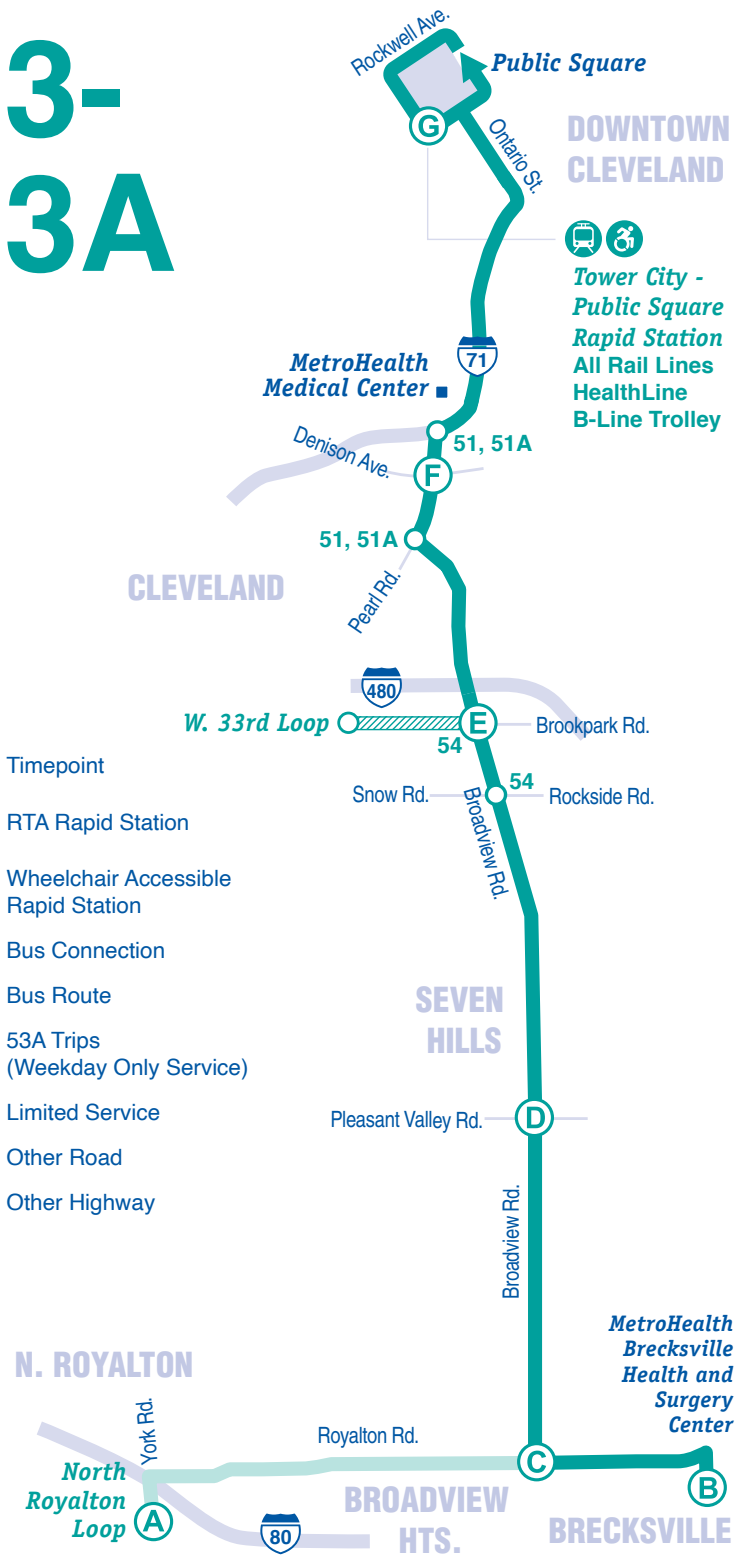 3-
3A
Rockwell Ave.
Public Square
G
Ontario St.
DOWNTOWN
CLEVELAND
Tower City -
Public Square
Rapid Station
All Rail Lines
HealthLine
B-Line Trolley
71
MetroHealth
Medical Center
51, 51A
Denison Ave.
F
51, 51A
CLEVELAND
Pearl Rd.
480
W. 33rd Loop
E
54
Brookpark Rd.
54
Snow Rd.
Rockside Rd.
Broadview Rd.
Timepoint
RTA Rapid Station
Wheelchair Accessible
Rapid Station
Bus Connection
Bus Route
53A Trips
(Weekday Only Service)
Limited Service
Other Road
Other Highway
SEVEN
HILLS
Pleasant Valley Rd.
D
Broadview Rd.
MetroHealth
Brecksville
Health and
Surgery
Center
N. ROYALTON
York Rd.
Royalton Rd.
C
B
North
Royalton
Loop
A
80
BROADVIEW
HTS.
BRECKSVILLE